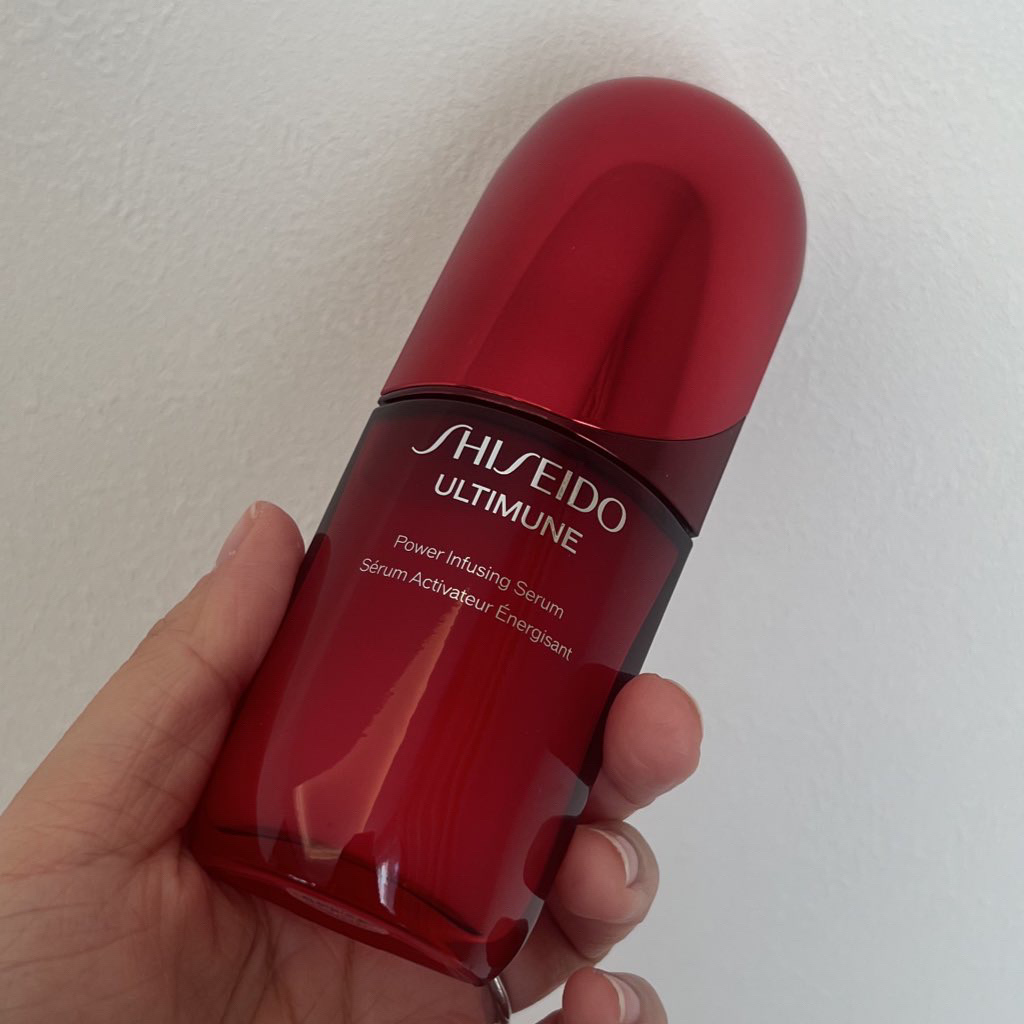 SHISEIDO
ULTIMUNE
Power Infusing Serum
Sérum Activateur Énergisant